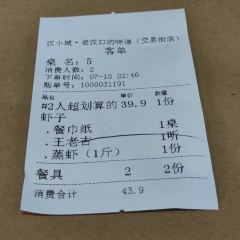 汉小城·老汉口的味道（交易街店）
客单
桌名：5
消费人数：2
下单时间：07-10 22:46
账单号：1000031191
品名 单价 数量
#2人超划算的 39.9 1份
虾子
.餐巾纸 1桌
.王老吉 1听
.蒸虾（1斤） 1份
餐具 2 2份
消费合计 43.9